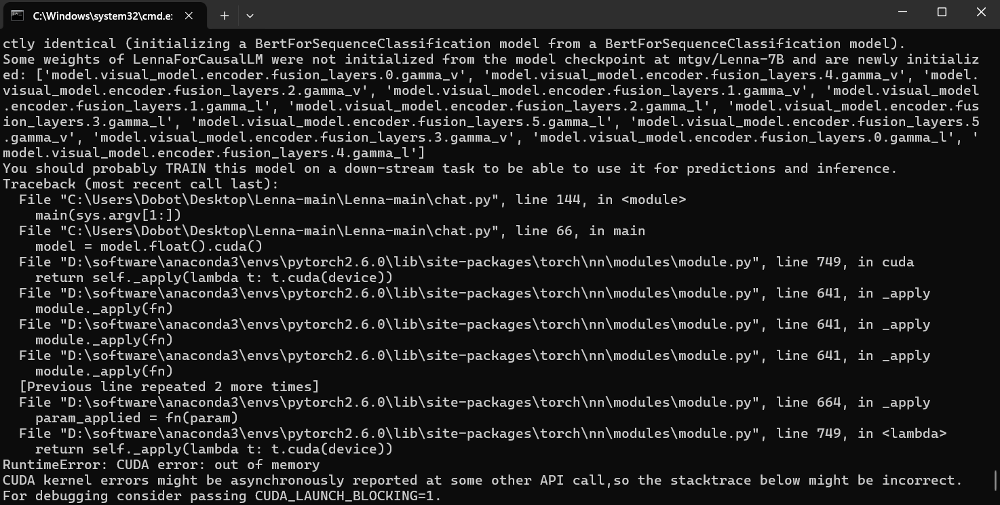 C:\Windows\system32\cmd.e:
ctly identical (initializing a BertForSequenceClassification model from a BertForSequenceClassification model).
Some weights of LennaForCausalLM were not initialized from the model checkpoint at mtgv/Lenna-7B and are newly initializ
ed: ['model.visual_model.encoder.fusion_layers.0.gamma_v', 'model.visual_model.encoder.fusion_layers.4.gamma_v', 'model.
visual_model.encoder.fusion_layers.2.gamma_v', 'model.visual_model.encoder.fusion_layers.1.gamma_v', 'model.visual_model
.encoder.fusion_layers.1.gamma_l', 'model.visual_model.encoder.fusion_layers.2.gamma_l', 'model.visual_model.encoder.fus
ion_layers.3.gamma_l', 'model.visual_model.encoder.fusion_layers.5.gamma_l', 'model.visual_model.encoder.fusion_layers.5
.gamma_v', 'model.visual_model.encoder.fusion_layers.3.gamma_v', 'model.visual_model.encoder.fusion_layers.0.gamma_l', '
model.visual_model.encoder.fusion_layers.4.gamma_l']
You should probably TRAIN this model on a down-stream task to be able to use it for predictions and inference.
Traceback (most recent call last):
  File "C:\Users\Dobot\Desktop\Lenna-main\Lenna-main\chat.py", line 144, in <module>
    main(sys.argv[1:])
  File "C:\Users\Dobot\Desktop\Lenna-main\Lenna-main\chat.py", line 66, in main
    model = model.float().cuda()
  File "D:\software\anaconda3\envs\pytorch2.6.0\lib\site-packages\torch\nn\modules\module.py", line 749, in cuda
    return self._apply(lambda t: t.cuda(device))
  File "D:\software\anaconda3\envs\pytorch2.6.0\lib\site-packages\torch\nn\modules\module.py", line 641, in _apply
    module._apply(fn)
  File "D:\software\anaconda3\envs\pytorch2.6.0\lib\site-packages\torch\nn\modules\module.py", line 641, in _apply
    module._apply(fn)
  File "D:\software\anaconda3\envs\pytorch2.6.0\lib\site-packages\torch\nn\modules\module.py", line 641, in _apply
    module._apply(fn)
  [Previous line repeated 2 more times]
  File "D:\software\anaconda3\envs\pytorch2.6.0\lib\site-packages\torch\nn\modules\module.py", line 664, in _apply
    param_applied = fn(param)
  File "D:\software\anaconda3\envs\pytorch2.6.0\lib\site-packages\torch\nn\modules\module.py", line 749, in <lambda>
    return self._apply(lambda t: t.cuda(device))
RuntimeError: CUDA error: out of memory
CUDA kernel errors might be asynchronously reported at some other API call,so the stacktrace below might be incorrect.
For debugging consider passing CUDA_LAUNCH_BLOCKING=1.